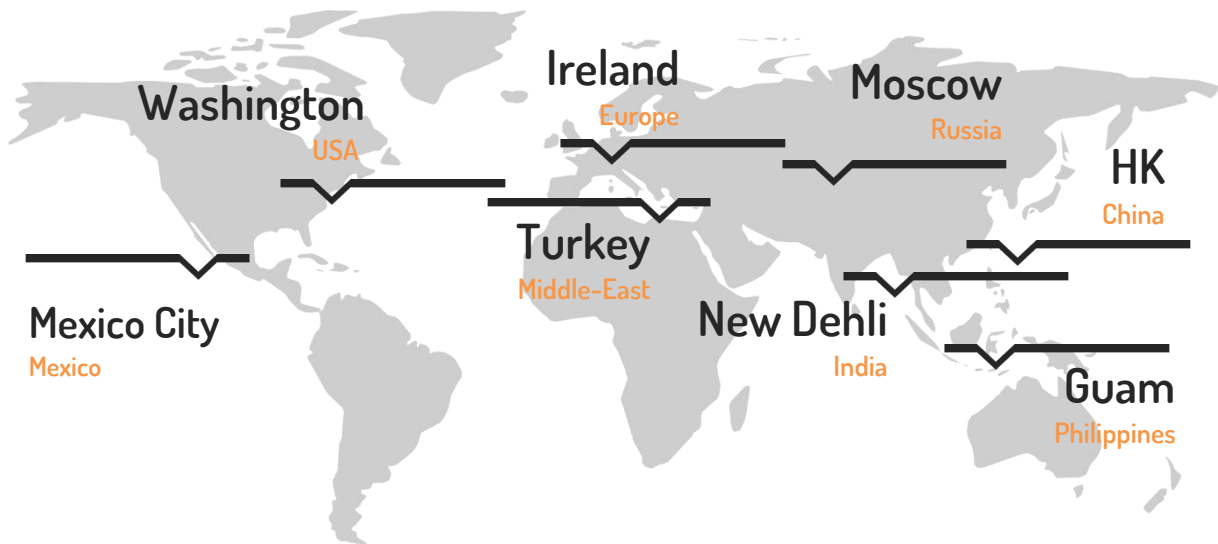 Washington
USA
Ireland
Europe
Moscow
Russia
HK
China
Turkey
Middle-East
Mexico City
Mexico
New Dehli
India
Guam
Philippines